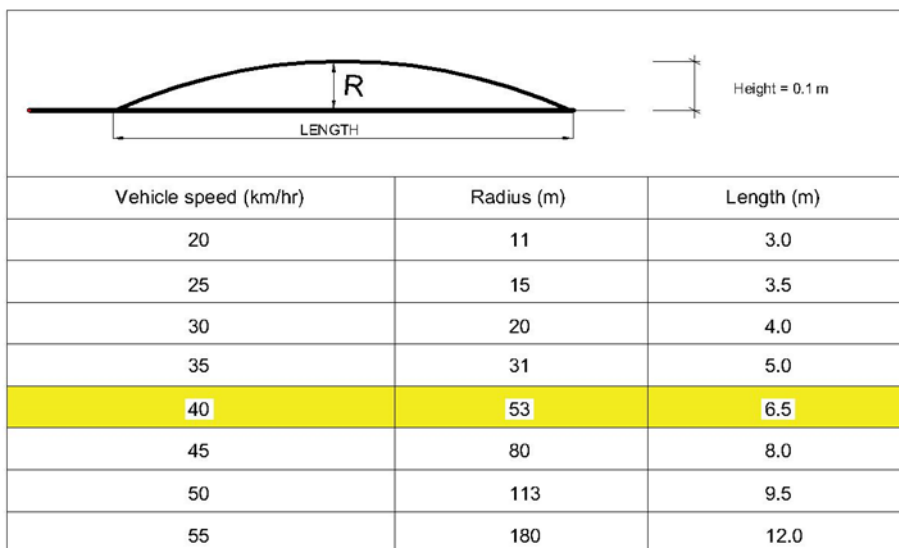 R
Height = 0.1 m
LENGTH
Vehicle speed (km/hr) Radius (m) Length (m)
20 11 3.0
25 15 3.5
30 20 4.0
35 31 5.0
40 53 6.5
45 80 8.0
50 113 9.5
55 180 12.0